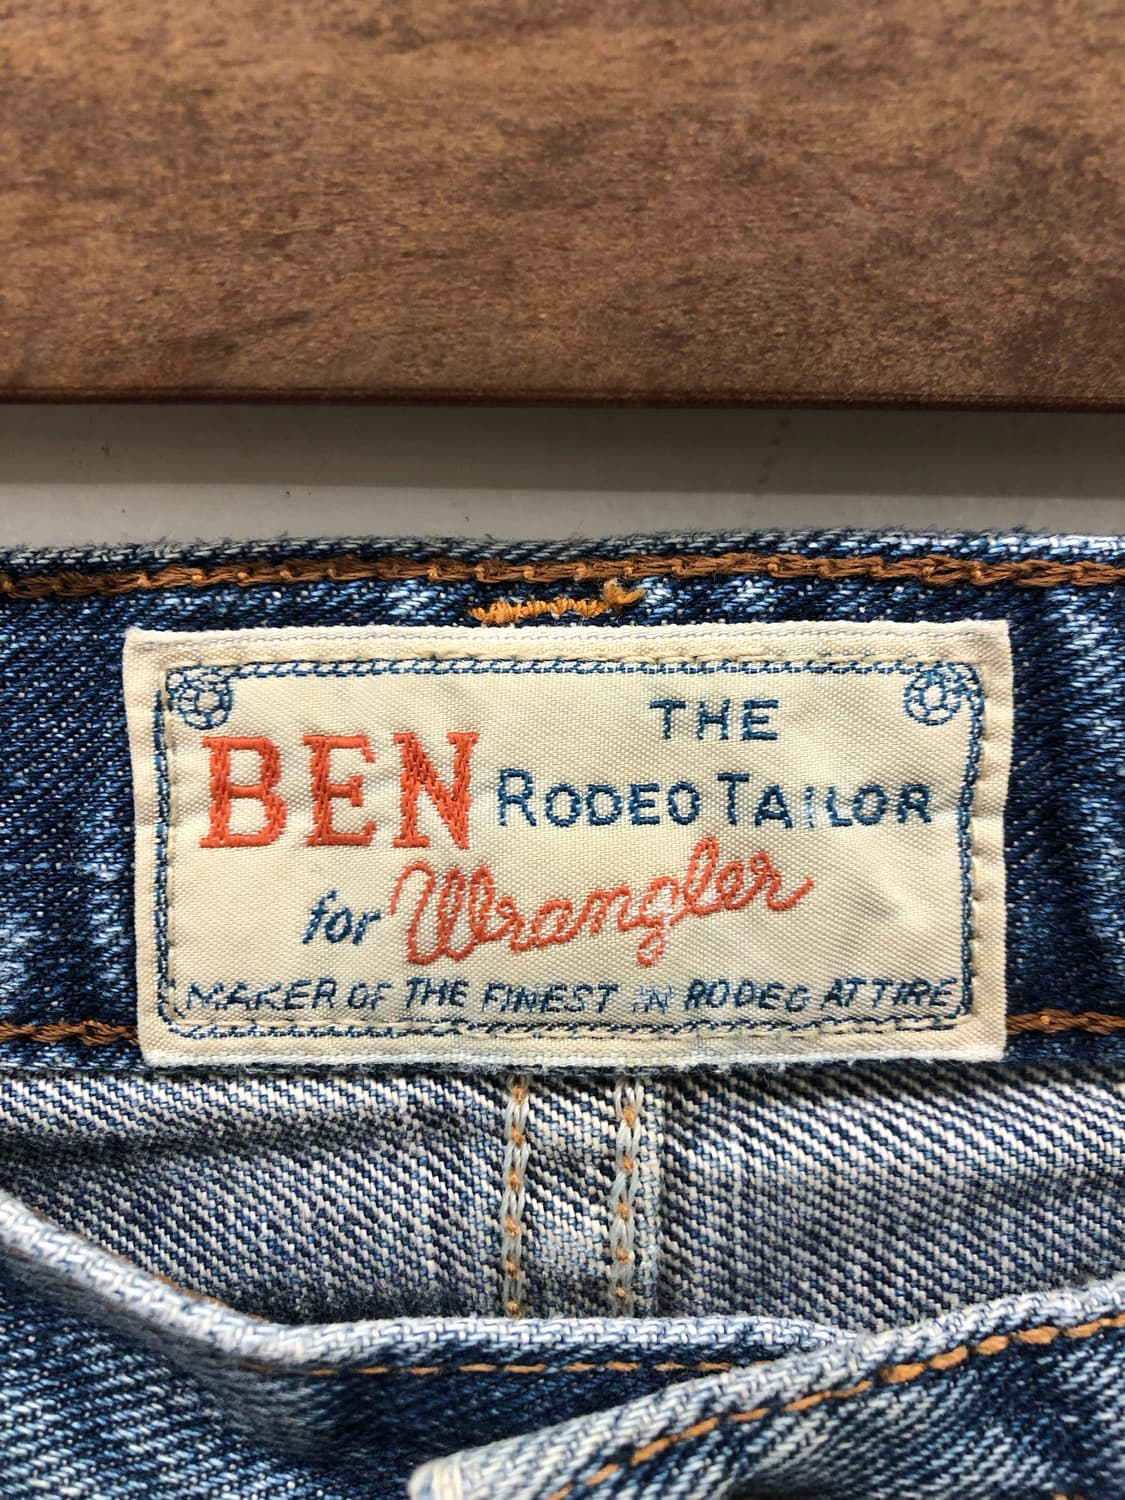 THE
BEN RODEO TAILOR
for Wrangler
MAKER OF THE FINEST IN RODEO ATTIRE